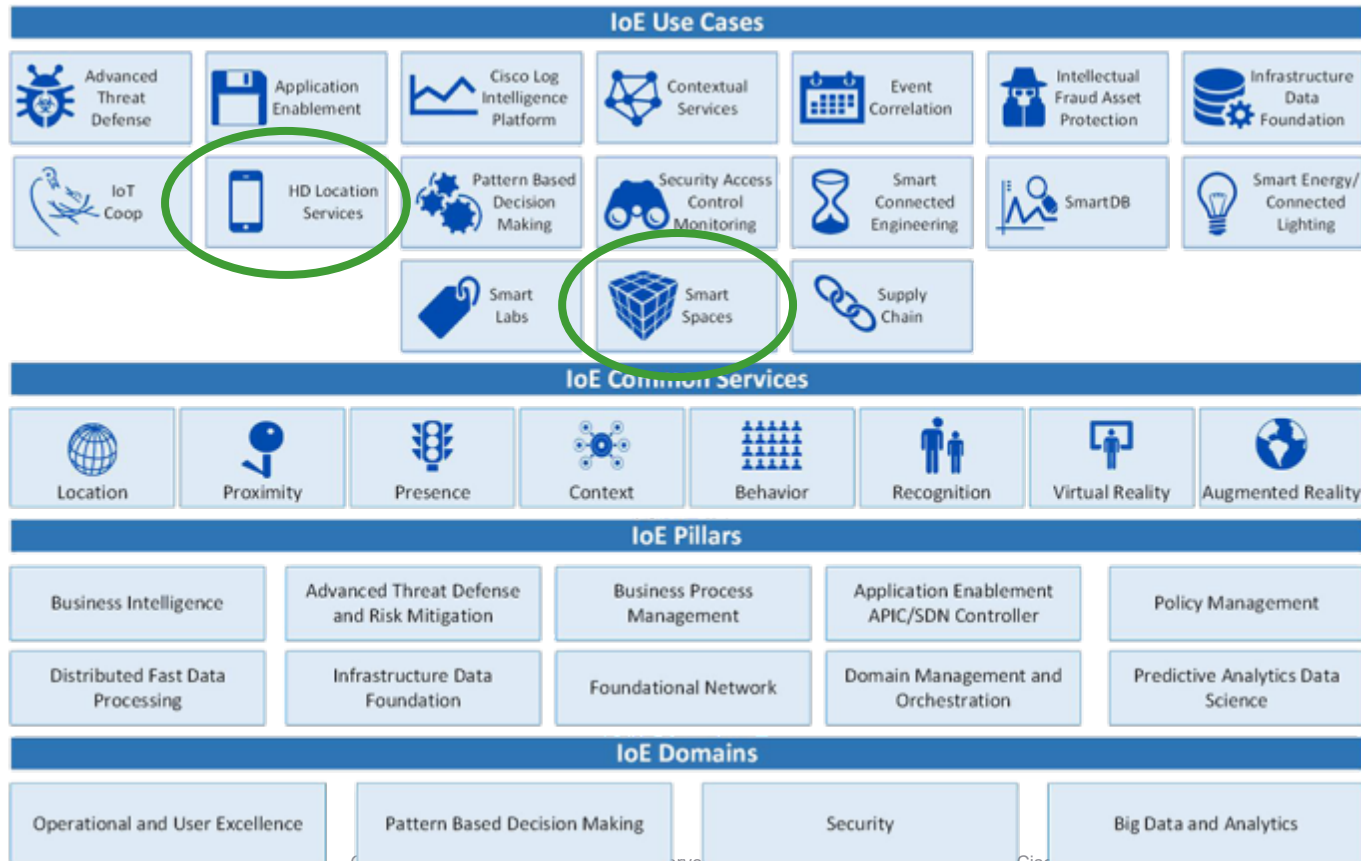 IoE Use Cases
Advanced
Threat
Defense
Application
Enablement
Cisco Log
Intelligence
Platform
Contextual
Services
Event
Correlation
Intellectual
Fraud Asset
Protection
Infrastructure
Data
Foundation
IoT
Coop
HD Location
Services
Pattern Based
Decision
Making
Security Access
Control
Monitoring
Smart
Connected
Engineering
SmartDB
Smart Energy/
Connected
Lighting
Smart
Labs
Smart
Spaces
Supply
Chain
IoE Common Services
Location
Proximity
Presence
Context
Behavior
Recognition
Virtual Reality
Augmented Reality
IoE Pillars
Business Intelligence
Advanced Threat Defense
and Risk Mitigation
Business Process
Management
Application Enablement
APIC/SDN Controller
Policy Management
Distributed Fast Data
Processing
Infrastructure Data
Foundation
Foundational Network
Domain Management and
Orchestration
Predictive Analytics Data
Science
IoE Domains
Operational and User Excellence
Pattern Based Decision Making
Security
Big Data and Analytics